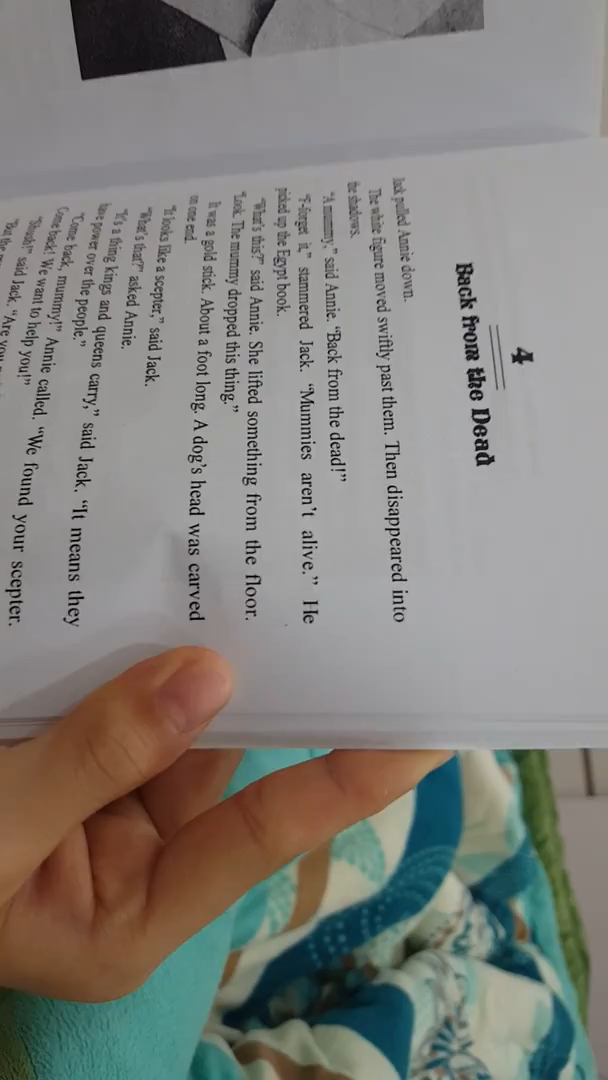 4
Back from the Dead
Jack pulled Annie down.
The white figure moved swiftly past them. Then disappeared into
the shadows.
"A mummy," said Annie. "Back from the dead!"
"F-forget it," stammered Jack. "Mummies aren't alive." He
picked up the Egypt book.
"What's this?" said Annie. She lifted something from the floor.
"Look. The mummy dropped this thing."
It was a gold stick. About a foot long. A dog's head was carved
on one end.
"It looks like a scepter," said Jack.
"What's that?" asked Annie.
"It's a thing kings and queens carry," said Jack. "It means they
have power over the people."
"Come back, mummy!" Annie called. "We found your scepter.
Come back! We want to help you!"
"Shush!" said Jack. "Are you
"But the